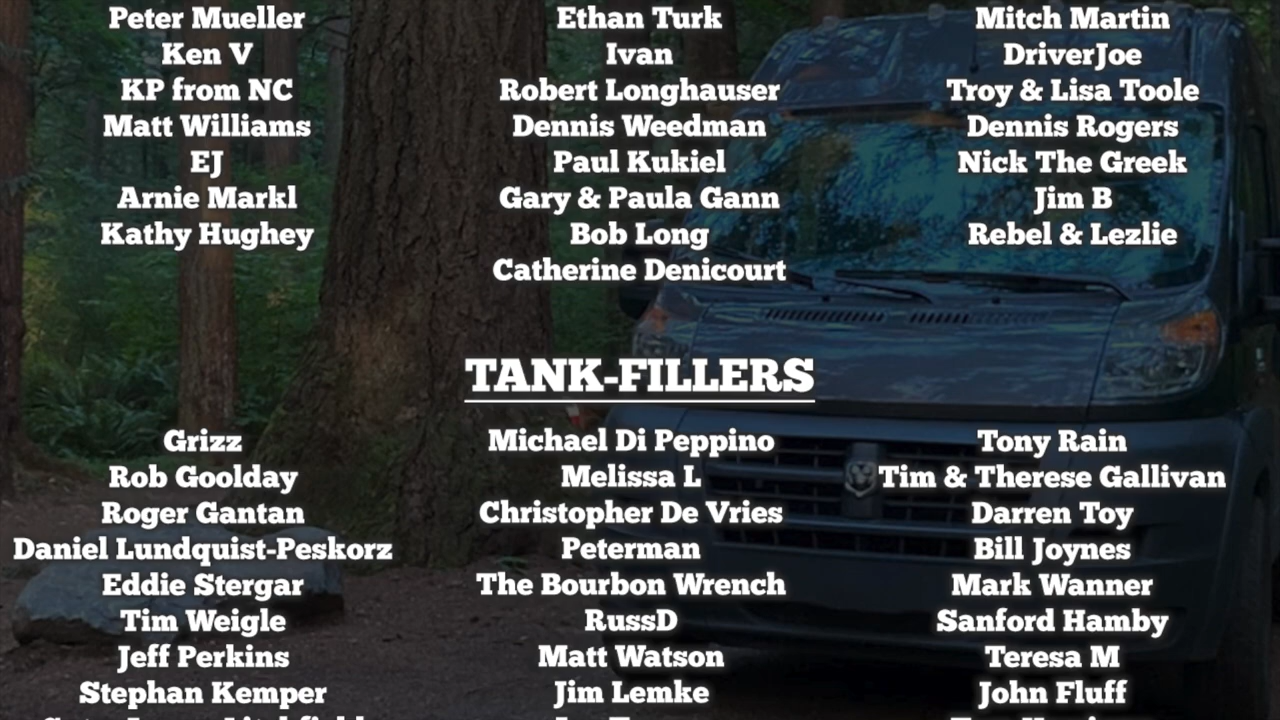 Peter Mueller
Ken V
KP from NC
Matt Williams
EJ
Arnie Markl
Kathy Hughey
Ethan Turk
Ivan
Robert Longhauser
Dennis Weedman
Paul Kukiel
Gary & Paula Gann
Bob Long
Catherine Denicourt
Mitch Martin
DriverJoe
Troy & Lisa Toole
Dennis Rogers
Nick The Greek
Jim B
Rebel & Lezlie
TANK-FILLERS
Grizz
Rob Goolday
Roger Gantan
Daniel Lundquist-Peskorz
Eddie Stergar
Tim Weigle
Jeff Perkins
Stephan Kemper
Michael Di Peppino
Melissa L
Christopher De Vries
Peterman
The Bourbon Wrench
RussD
Matt Watson
Jim Lemke
Tony Rain
Tim & Therese Gallivan
Darren Toy
Bill Joynes
Mark Wanner
Sanford Hamby
Teresa M
John Fluff